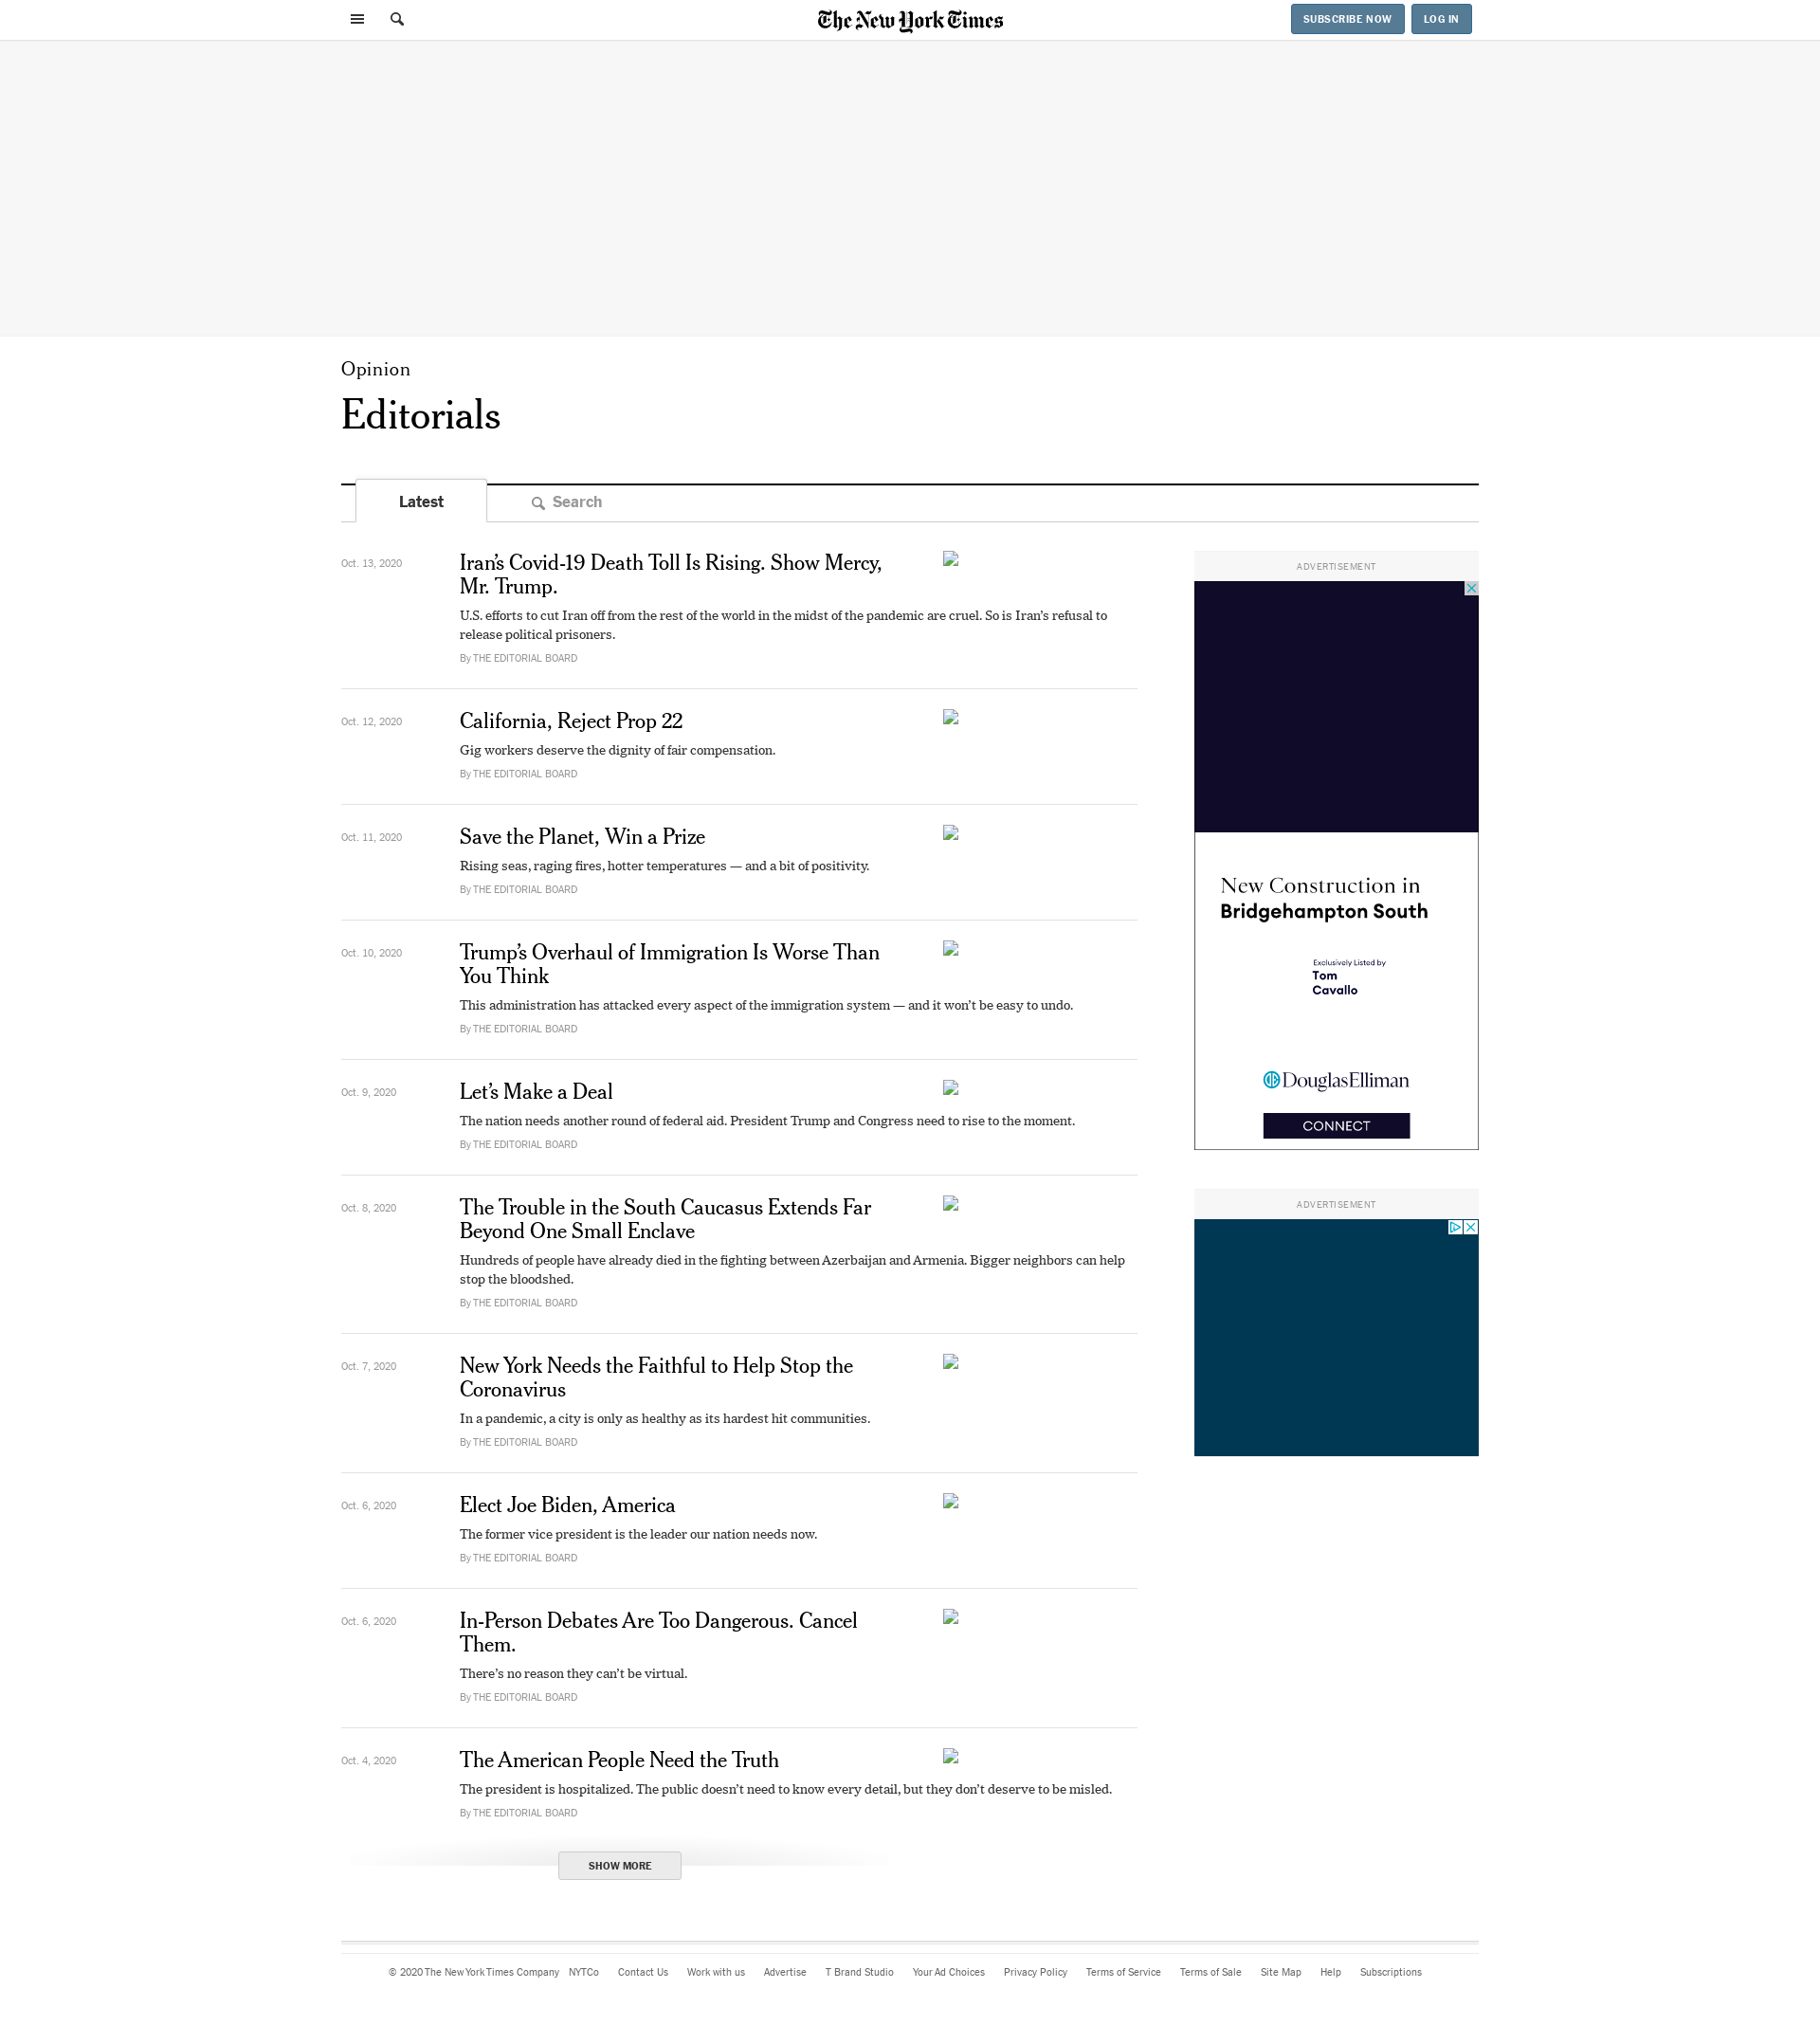 The New York Times
SUBSCRIBE NOW
LOG IN
Opinion
Editorials
Latest
Search
Oct. 13, 2020
Iran’s Covid-19 Death Toll Is Rising. Show Mercy,
Mr. Trump.
U.S. efforts to cut Iran off from the rest of the world in the midst of the pandemic are cruel. So is Iran’s refusal to
release political prisoners.
By THE EDITORIAL BOARD
Oct. 12, 2020
California, Reject Prop 22
Gig workers deserve the dignity of fair compensation.
By THE EDITORIAL BOARD
Oct. 11, 2020
Save the Planet, Win a Prize
Rising seas, raging fires, hotter temperatures — and a bit of positivity.
By THE EDITORIAL BOARD
Oct. 10, 2020
Trump’s Overhaul of Immigration Is Worse Than
You Think
This administration has attacked every aspect of the immigration system — and it won’t be easy to undo.
By THE EDITORIAL BOARD
Oct. 9, 2020
Let’s Make a Deal
The nation needs another round of federal aid. President Trump and Congress need to rise to the moment.
By THE EDITORIAL BOARD
Oct. 8, 2020
The Trouble in the South Caucasus Extends Far
Beyond One Small Enclave
Hundreds of people have already died in the fighting between Azerbaijan and Armenia. Bigger neighbors can help
stop the bloodshed.
By THE EDITORIAL BOARD
Oct. 7, 2020
New York Needs the Faithful to Help Stop the
Coronavirus
In a pandemic, a city is only as healthy as its hardest hit communities.
By THE EDITORIAL BOARD
Oct. 6, 2020
Elect Joe Biden, America
The former vice president is the leader our nation needs now.
By THE EDITORIAL BOARD
Oct. 6, 2020
In-Person Debates Are Too Dangerous. Cancel
Them.
There’s no reason they can’t be virtual.
By THE EDITORIAL BOARD
Oct. 4, 2020
The American People Need the Truth
The president is hospitalized. The public doesn’t need to know every detail, but they don’t deserve to be misled.
By THE EDITORIAL BOARD
SHOW MORE
ADVERTISEMENT
New Construction in
Bridgehampton South
Exclusively Listed by
Tom
Cavallo
DouglasElliman
CONNECT
ADVERTISEMENT
© 2020 The New York Times Company NYTCo Contact Us Work with us Advertise T Brand Studio Your Ad Choices Privacy Policy Terms of Service Terms of Sale Site Map Help Subscriptions